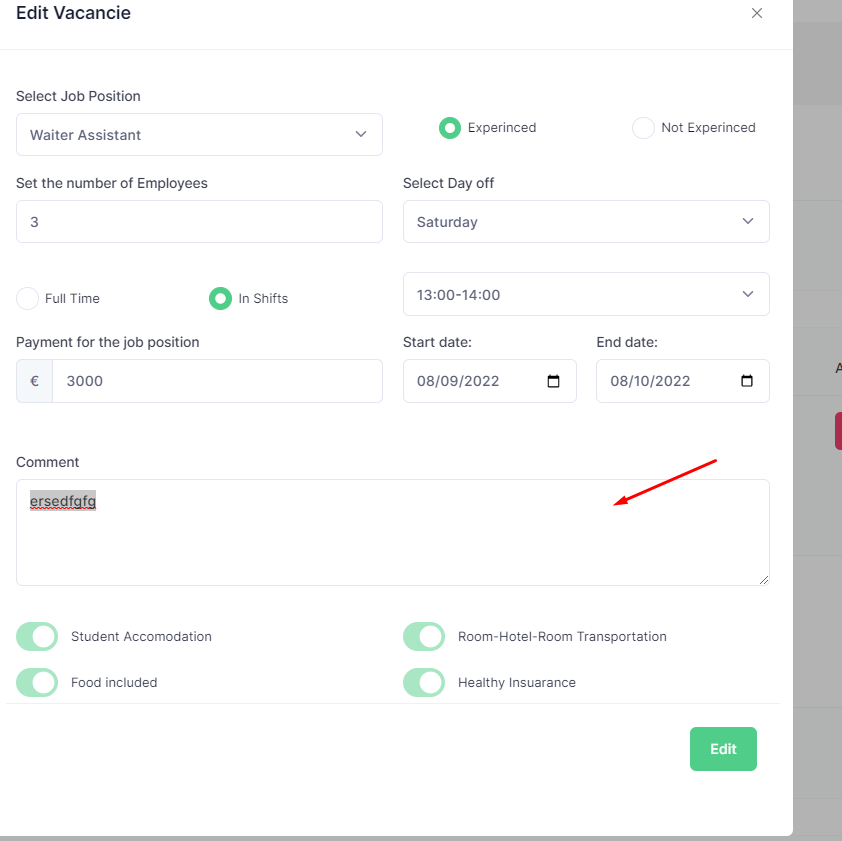 Edit Vacancie
Select Job Position
Waiter Assistant
Experinced
Not Experinced
Set the number of Employees
Select Day off
3
Saturday
Full Time
In Shifts
13:00-14:00
Payment for the job position
Start date:
End date:
€
3000
08/09/2022
08/10/2022
Comment
ersedfgfg
Student Accomodation
Room-Hotel-Room Transportation
Food included
Healthy Insuarance
Edit